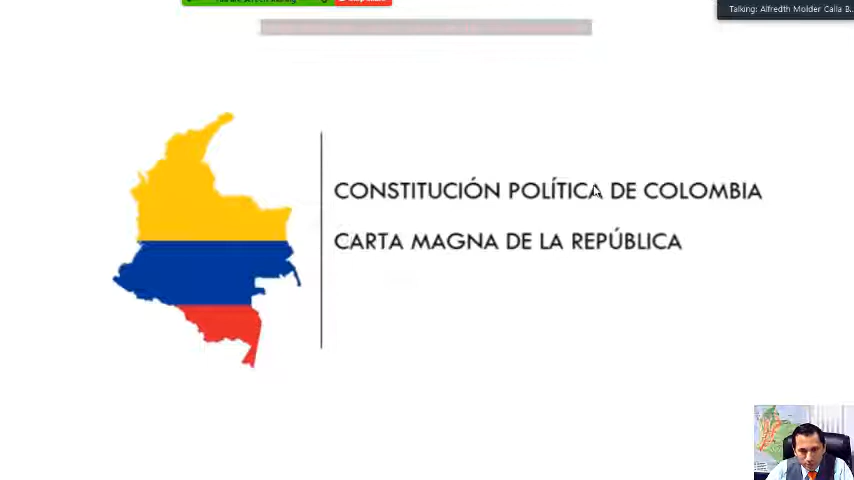 Talking: Alfredth Molder Calla B...
CONSTITUCIÓN POLÍTICA DE COLOMBIA
CARTA MAGNA DE LA REPÚBLICA